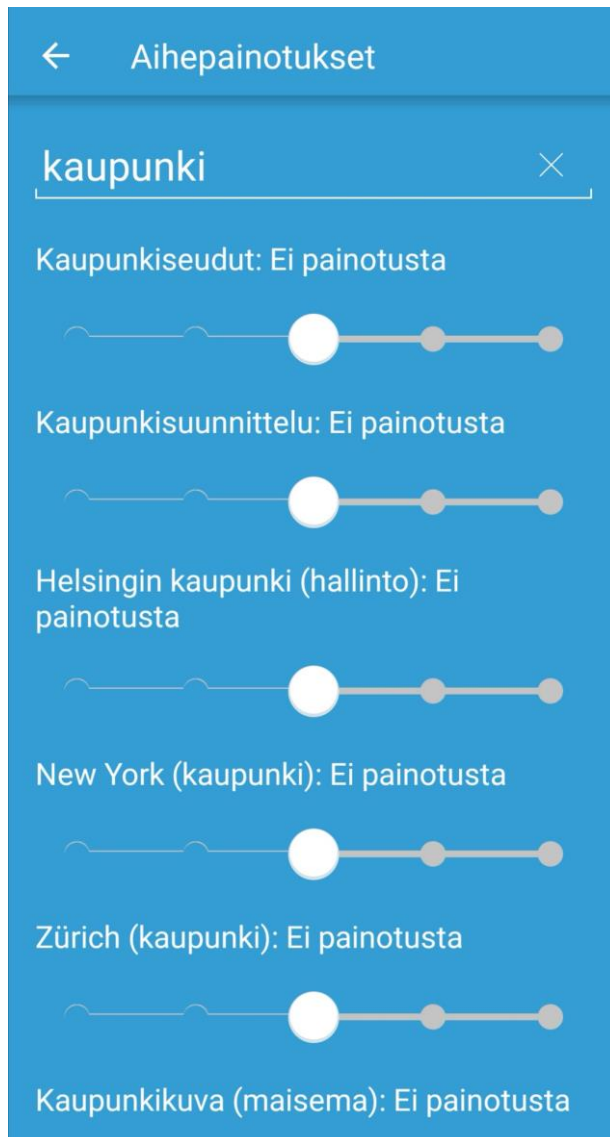 Aihepainotukset
kaupunki
Kaupunkiseudut: Ei painotusta
Kaupunkisuunnittelu: Ei painotusta
Helsingin kaupunki (hallinto): Ei
painotusta
New York (kaupunki): Ei painotusta
Zürich (kaupunki): Ei painotusta
Kaupunkikuva (maisema): Ei painotusta